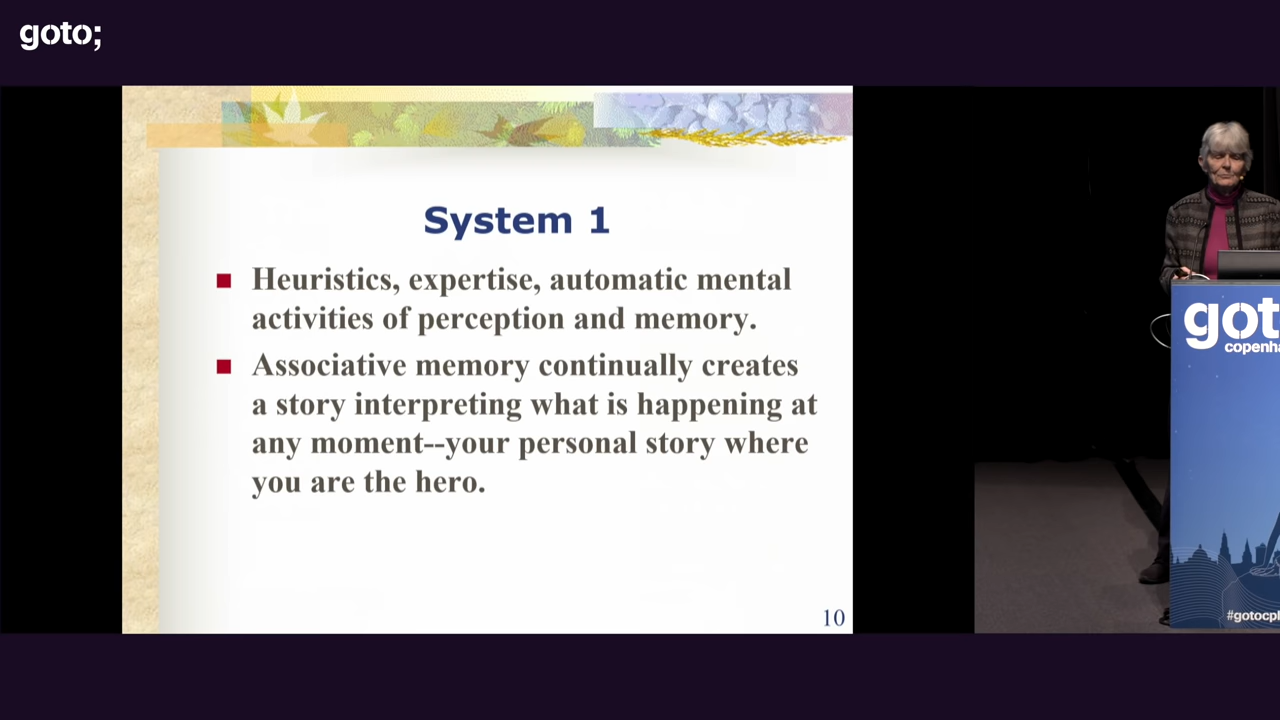 goto;
System 1
Heuristics, expertise, automatic mental
activities of perception and memory.
Associative memory continually creates
a story interpreting what is happening at
any moment--your personal story where
you are the hero.
10
got
copenha
#gotocpl